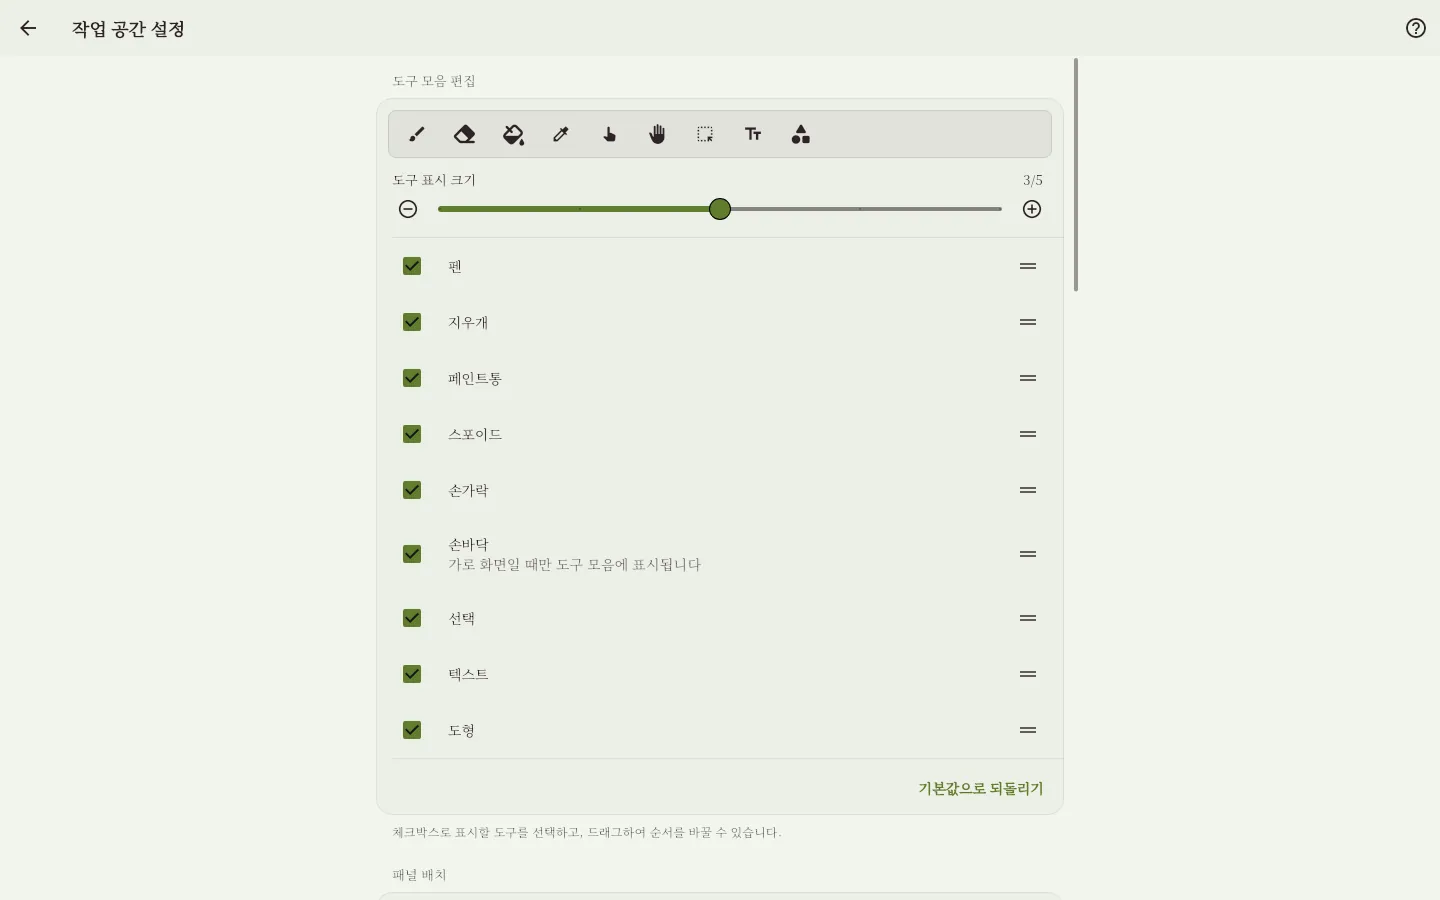 작업 공간 설정
도구 모음 편집
Tт
도구 표시 크기
3/5
펜
지우개
페인트통
스포이드
손가락
손바닥
가로 화면일 때만 도구 모음에 표시됩니다
선택
텍스트
도형
기본값으로 되돌리기
체크박스로 표시할 도구를 선택하고, 드래그하여 순서를 바꿀 수 있습니다.
패널 배치